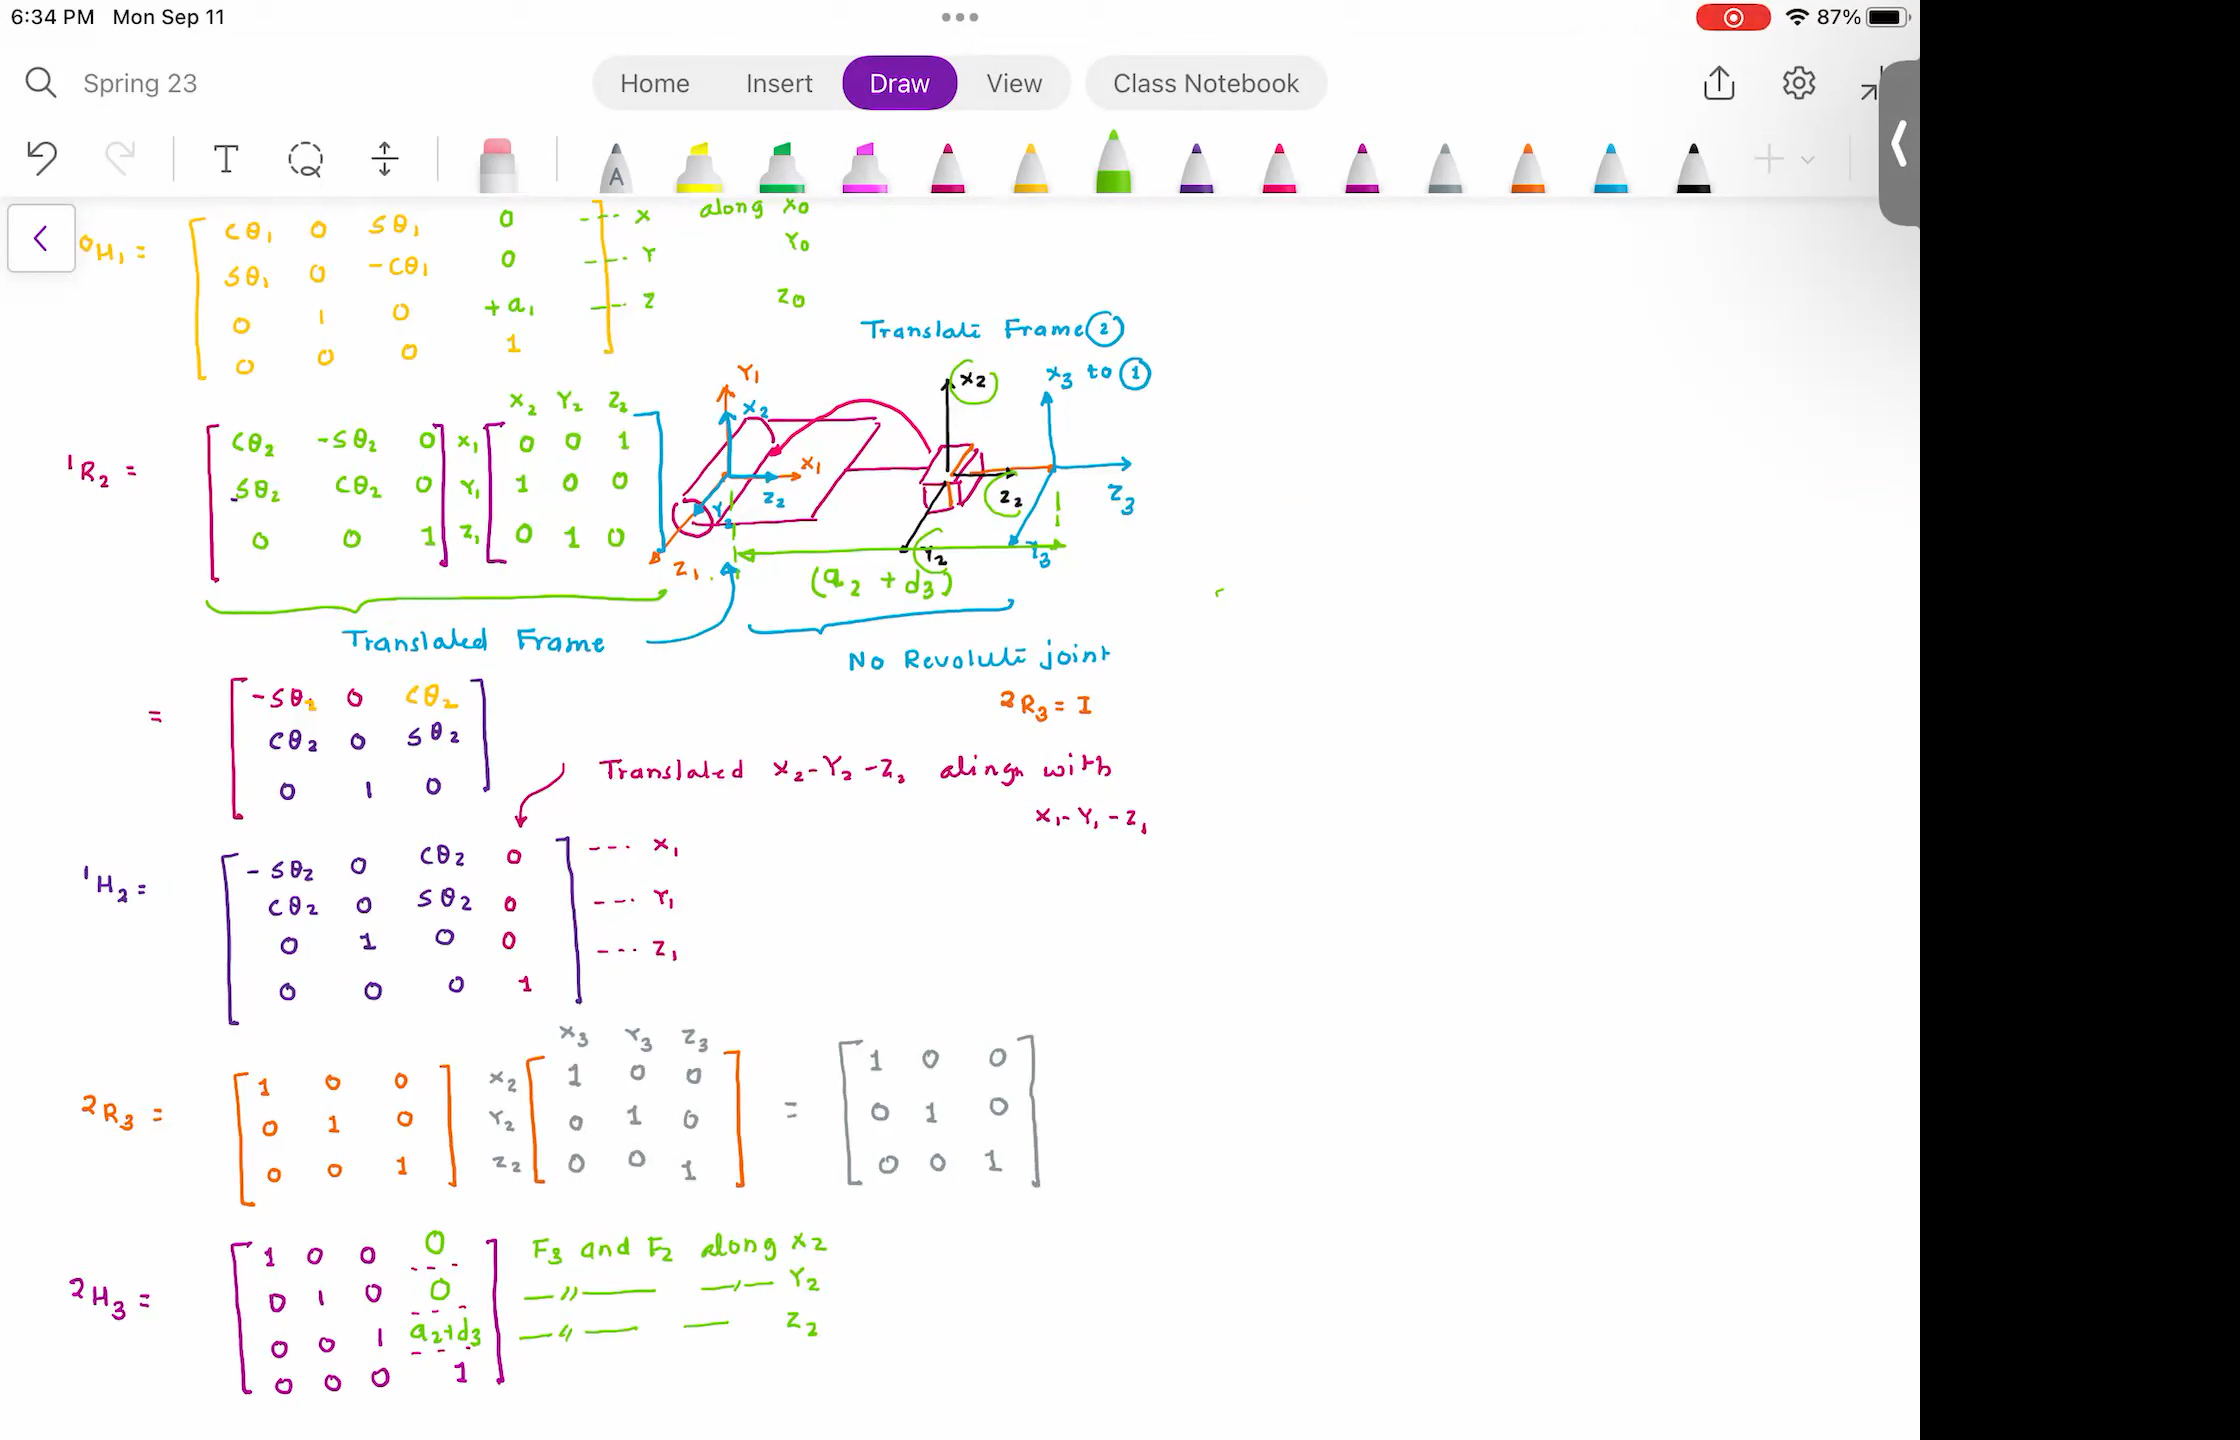 6:34 PM Mon Sep 11
87%
Spring 23
Home Insert Draw View Class Notebook
T
A
⁰H₁ =
cθ₁ 0 sθ₁ 0 --- X along X₀
sθ₁ 0 -cθ₁ 0 --- Y Y₀
0 1 0 +a₁ --- Z Z₀
0 0 0 1
Translate Frame ②
X₃ to ①
Y₁
X₂
X₁
Z₂
Z₁
X₂
Z₂
Y₂
Z₃
Y₃
(a₂ + d₃)
X₂ Y₂ Z₂
¹R₂ =
cθ₂ -sθ₂ 0 X₁ 0 0 1
sθ₂ cθ₂ 0 Y₁ 1 0 0
0 0 1 Z₁ 0 1 0
Translated Frame
No Revolute joint
²R₃ = I
=
-sθ₂ 0 cθ₂
cθ₂ 0 sθ₂
0 1 0
Translated X₂-Y₂-Z₂ alingn with
X₁-Y₁-Z₁
¹H₂ =
-sθ₂ 0 cθ₂ 0 --- X₁
cθ₂ 0 sθ₂ 0 --- Y₁
0 1 0 0 --- Z₁
0 0 0 1
X₃ Y₃ Z₃
²R₃ =
1 0 0 X₂ 1 0 0 = 1 0 0
0 1 0 Y₂ 0 1 0 0 1 0
0 0 1 Z₂ 0 0 1 0 0 1
²H₃ =
1 0 0 0 F₃ and F₂ along X₂
0 1 0 0 —〃— —〃— Y₂
0 0 1 a₂+d₃ —〃— — Z₂
0 0 0 1